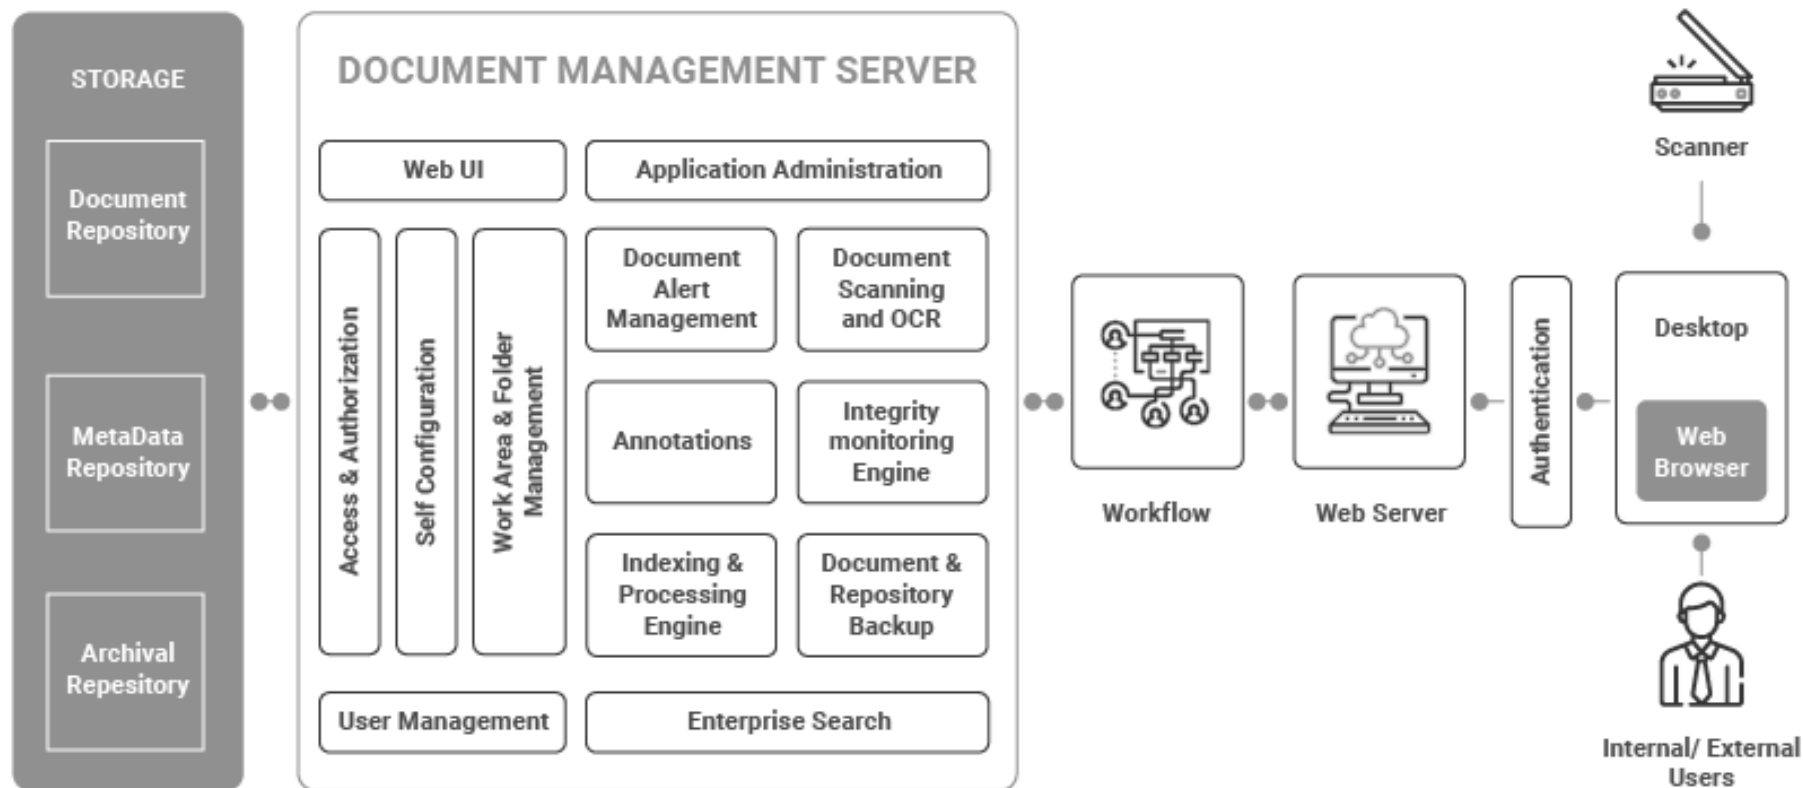 STORAGE
Document
Repository
MetaData
Repository
Archival
Repesitory
DOCUMENT MANAGEMENT SERVER
Web UI
Application Administration
Access & Authorization
Self Configuration
Work Area & Folder
Management
Document
Alert
Management
Document
Scanning
and OCR
Annotations
Integrity
monitoring
Engine
Indexing &
Processing
Engine
Document &
Repository
Backup
User Management
Enterprise Search
Workflow
Web Server
Authentication
Scanner
Desktop
Web
Browser
Internal/ External
Users